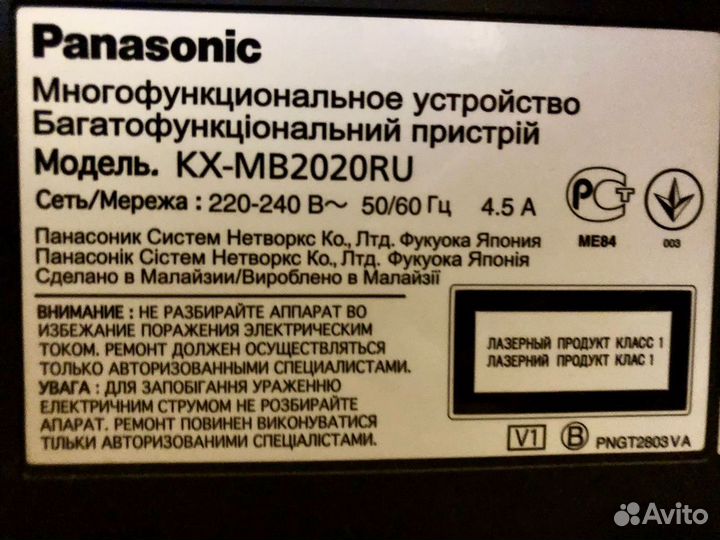 Panasonic
Многофункциональное устройство
Багатофункціональний пристрій
Модель. KX-MB2020RU
Сеть/Мережа : 220-240 В~ 50/60 Гц 4.5 А
РСТ
ME84
003
Панасоник Систем Нетворкс Ко., Лтд. Фукуока Япония
Панасонік Сістем Нетворкс Ко., Лтд. Фукуока Японія
Сделано в Малайзии/Вироблено в Малайзії
ВНИМАНИЕ : НЕ РАЗБИРАЙТЕ АППАРАТ ВО
ИЗБЕЖАНИЕ ПОРАЖЕНИЯ ЭЛЕКТРИЧЕСКИМ
ТОКОМ. РЕМОНТ ДОЛЖЕН ОСУЩЕСТВЛЯТЬСЯ
ТОЛЬКО АВТОРИЗОВАННЫМИ СПЕЦИАЛИСТАМИ.
УВАГА : ДЛЯ ЗАПОБІГАННЯ УРАЖЕННЮ
ЕЛЕКТРИЧНИМ СТРУМОМ НЕ РОЗБИРАЙТЕ
АПАРАТ. РЕМОНТ ПОВИНЕН ВИКОНУВАТИСЯ
ТІЛЬКИ АВТОРИЗОВАНИМИ СПЕЦІАЛІСТАМИ.
ЛАЗЕРНЫЙ ПРОДУКТ КЛАСС 1
ЛАЗЕРНИЙ ПРОДУКТ КЛАС 1
V1 B PNGT2803VA
Avito